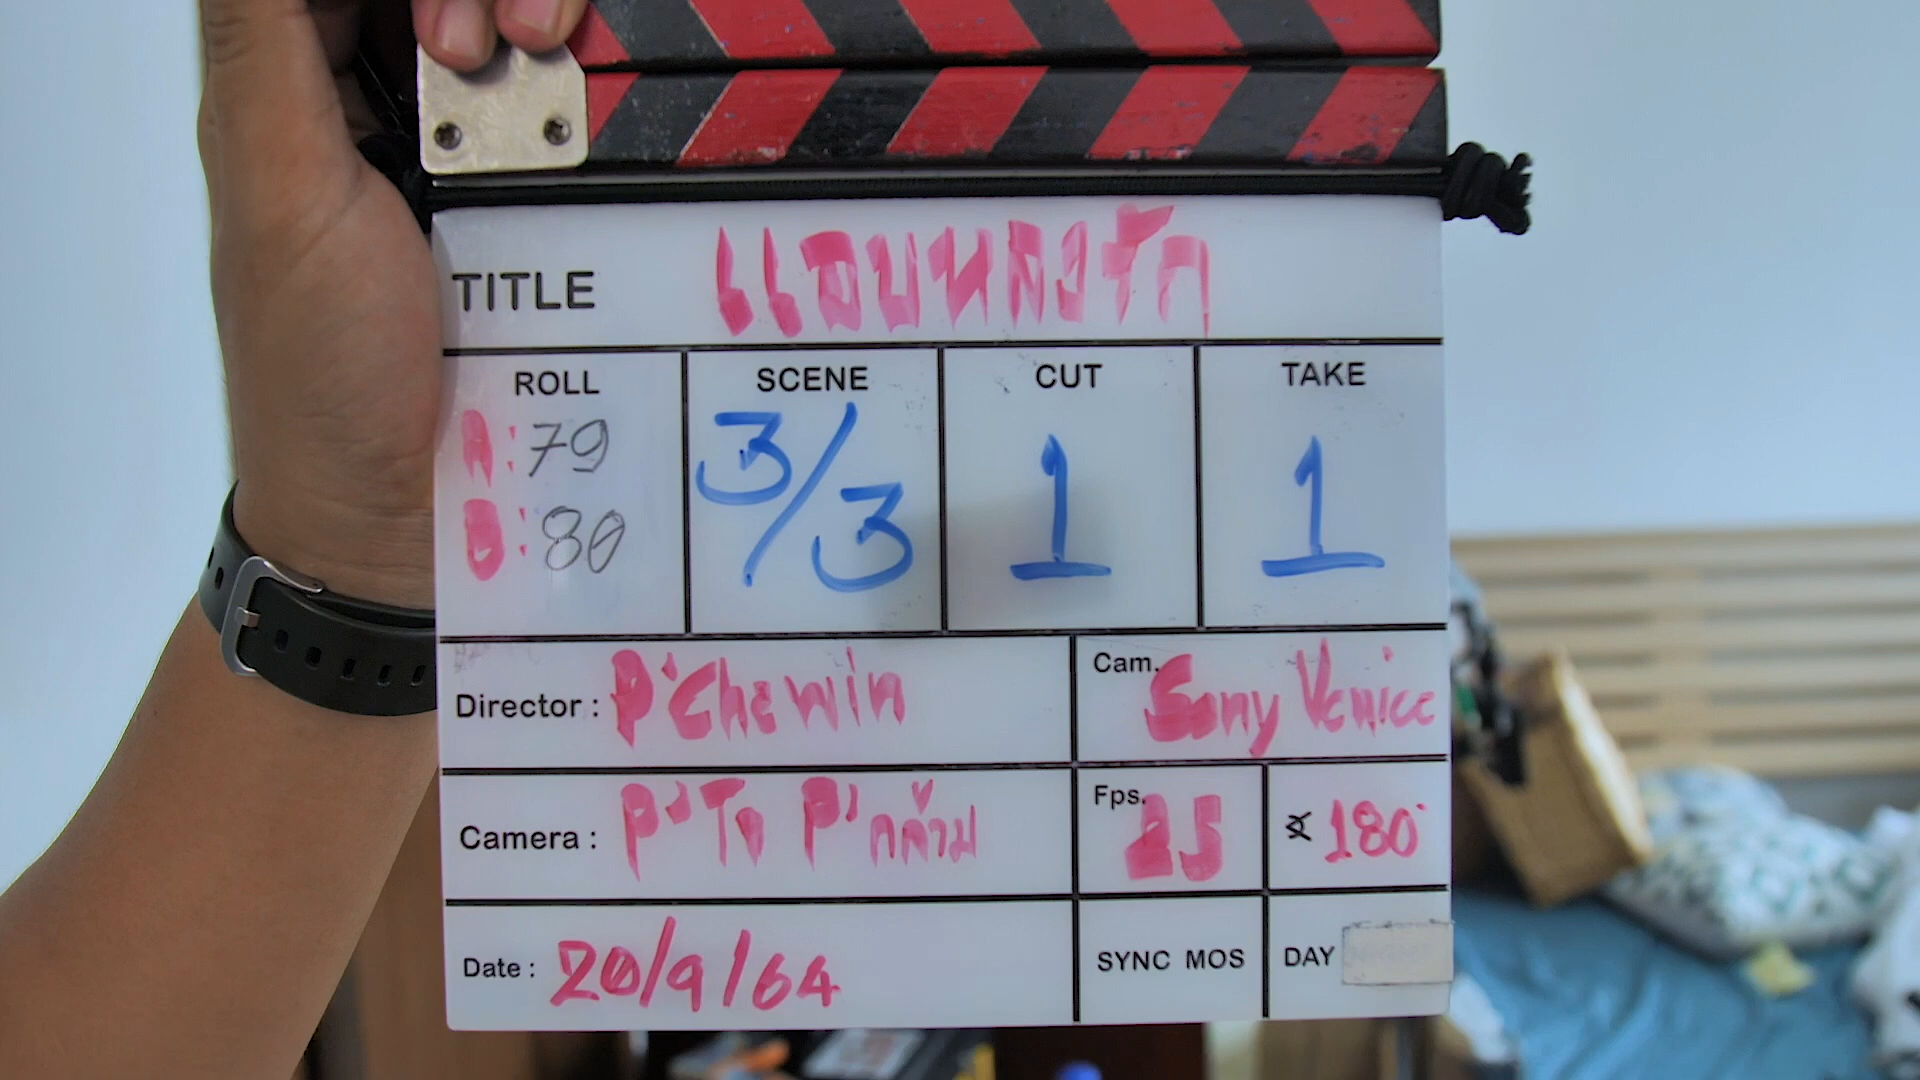 TITLE แอบหลงรัก
ROLL SCENE CUT TAKE
A: 79
B: 80
3/3
1
1
Director : P'Chewin
Cam. Sony Venice
Camera : P'โจ P'กล้าม
Fps. 25
180°
Date : 20/9/64
SYNC MOS
DAY